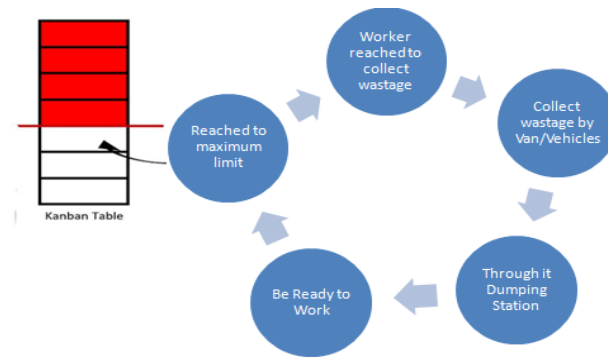 Worker
reached to
collect
wastage
Collect
wastage by
Van/Vehicles
Through it
Dumping
Station
Be Ready to
Work
Reached to
maximum
limit
Kanban Table